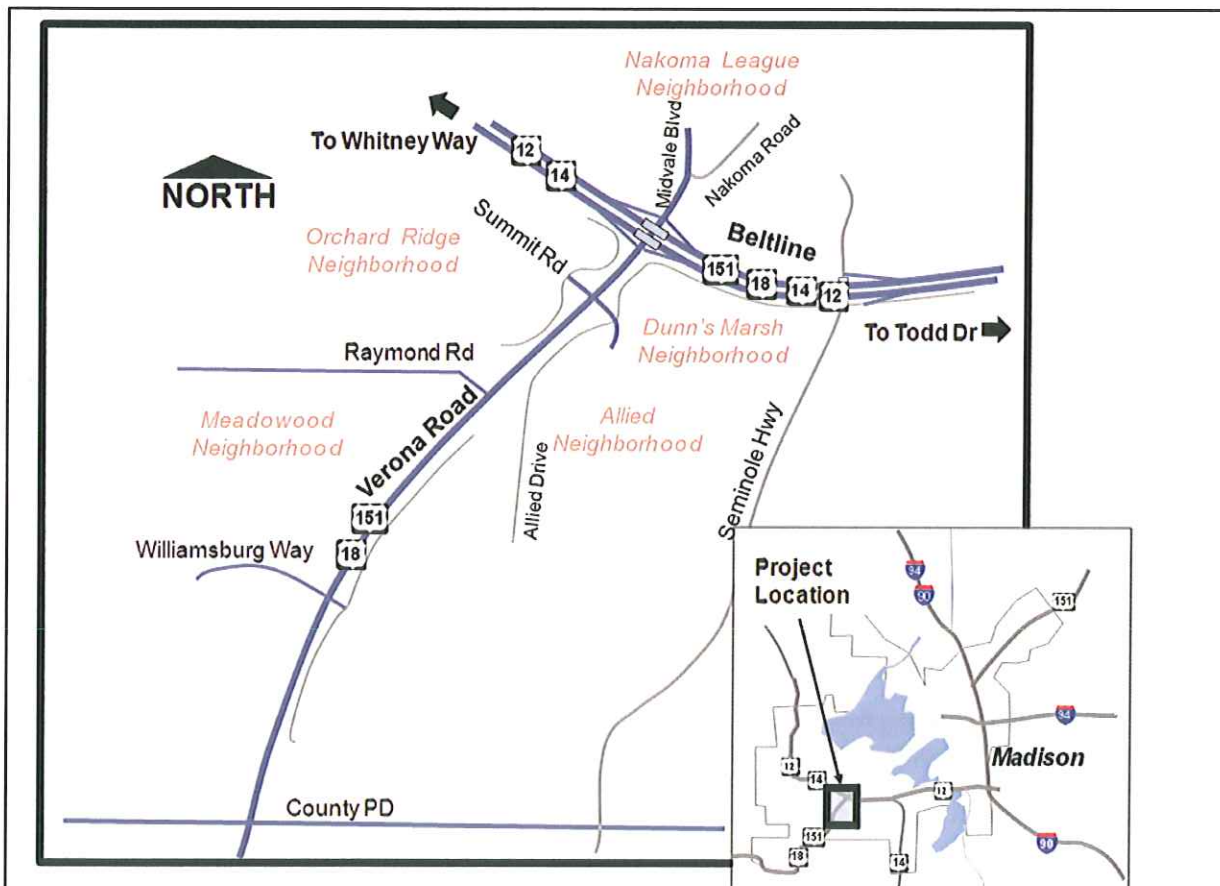 Nakoma League
Neighborhood
To Whitney Way
12
14
Midvale Blvd
Nakoma Road
NORTH
Summit Rd
Orchard Ridge
Neighborhood
Beltline
151
18
14
12
Dunn's Marsh
Neighborhood
To Todd Dr
Raymond Rd
Meadowood
Neighborhood
Verona Road
Allied
Neighborhood
Allied Drive
Seminole Hwy
151
18
Williamsburg Way
County PD
Project
Location
94
90
151
94
Madison
12
14
12
151
18
14
90